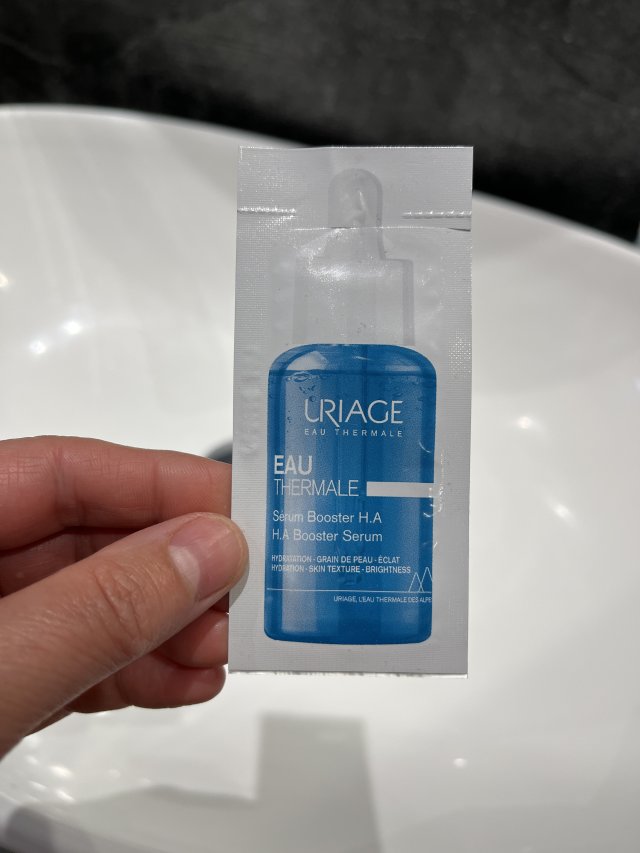 URIAGE
EAU THERMALE
EAU
THERMALE
Sérum Booster H.A
H.A Booster Serum
HYDRATATION - GRAIN DE PEAU - ÉCLAT
HYDRATION - SKIN TEXTURE - BRIGHTNESS
URIAGE, L'EAU THERMALE DES ALPES